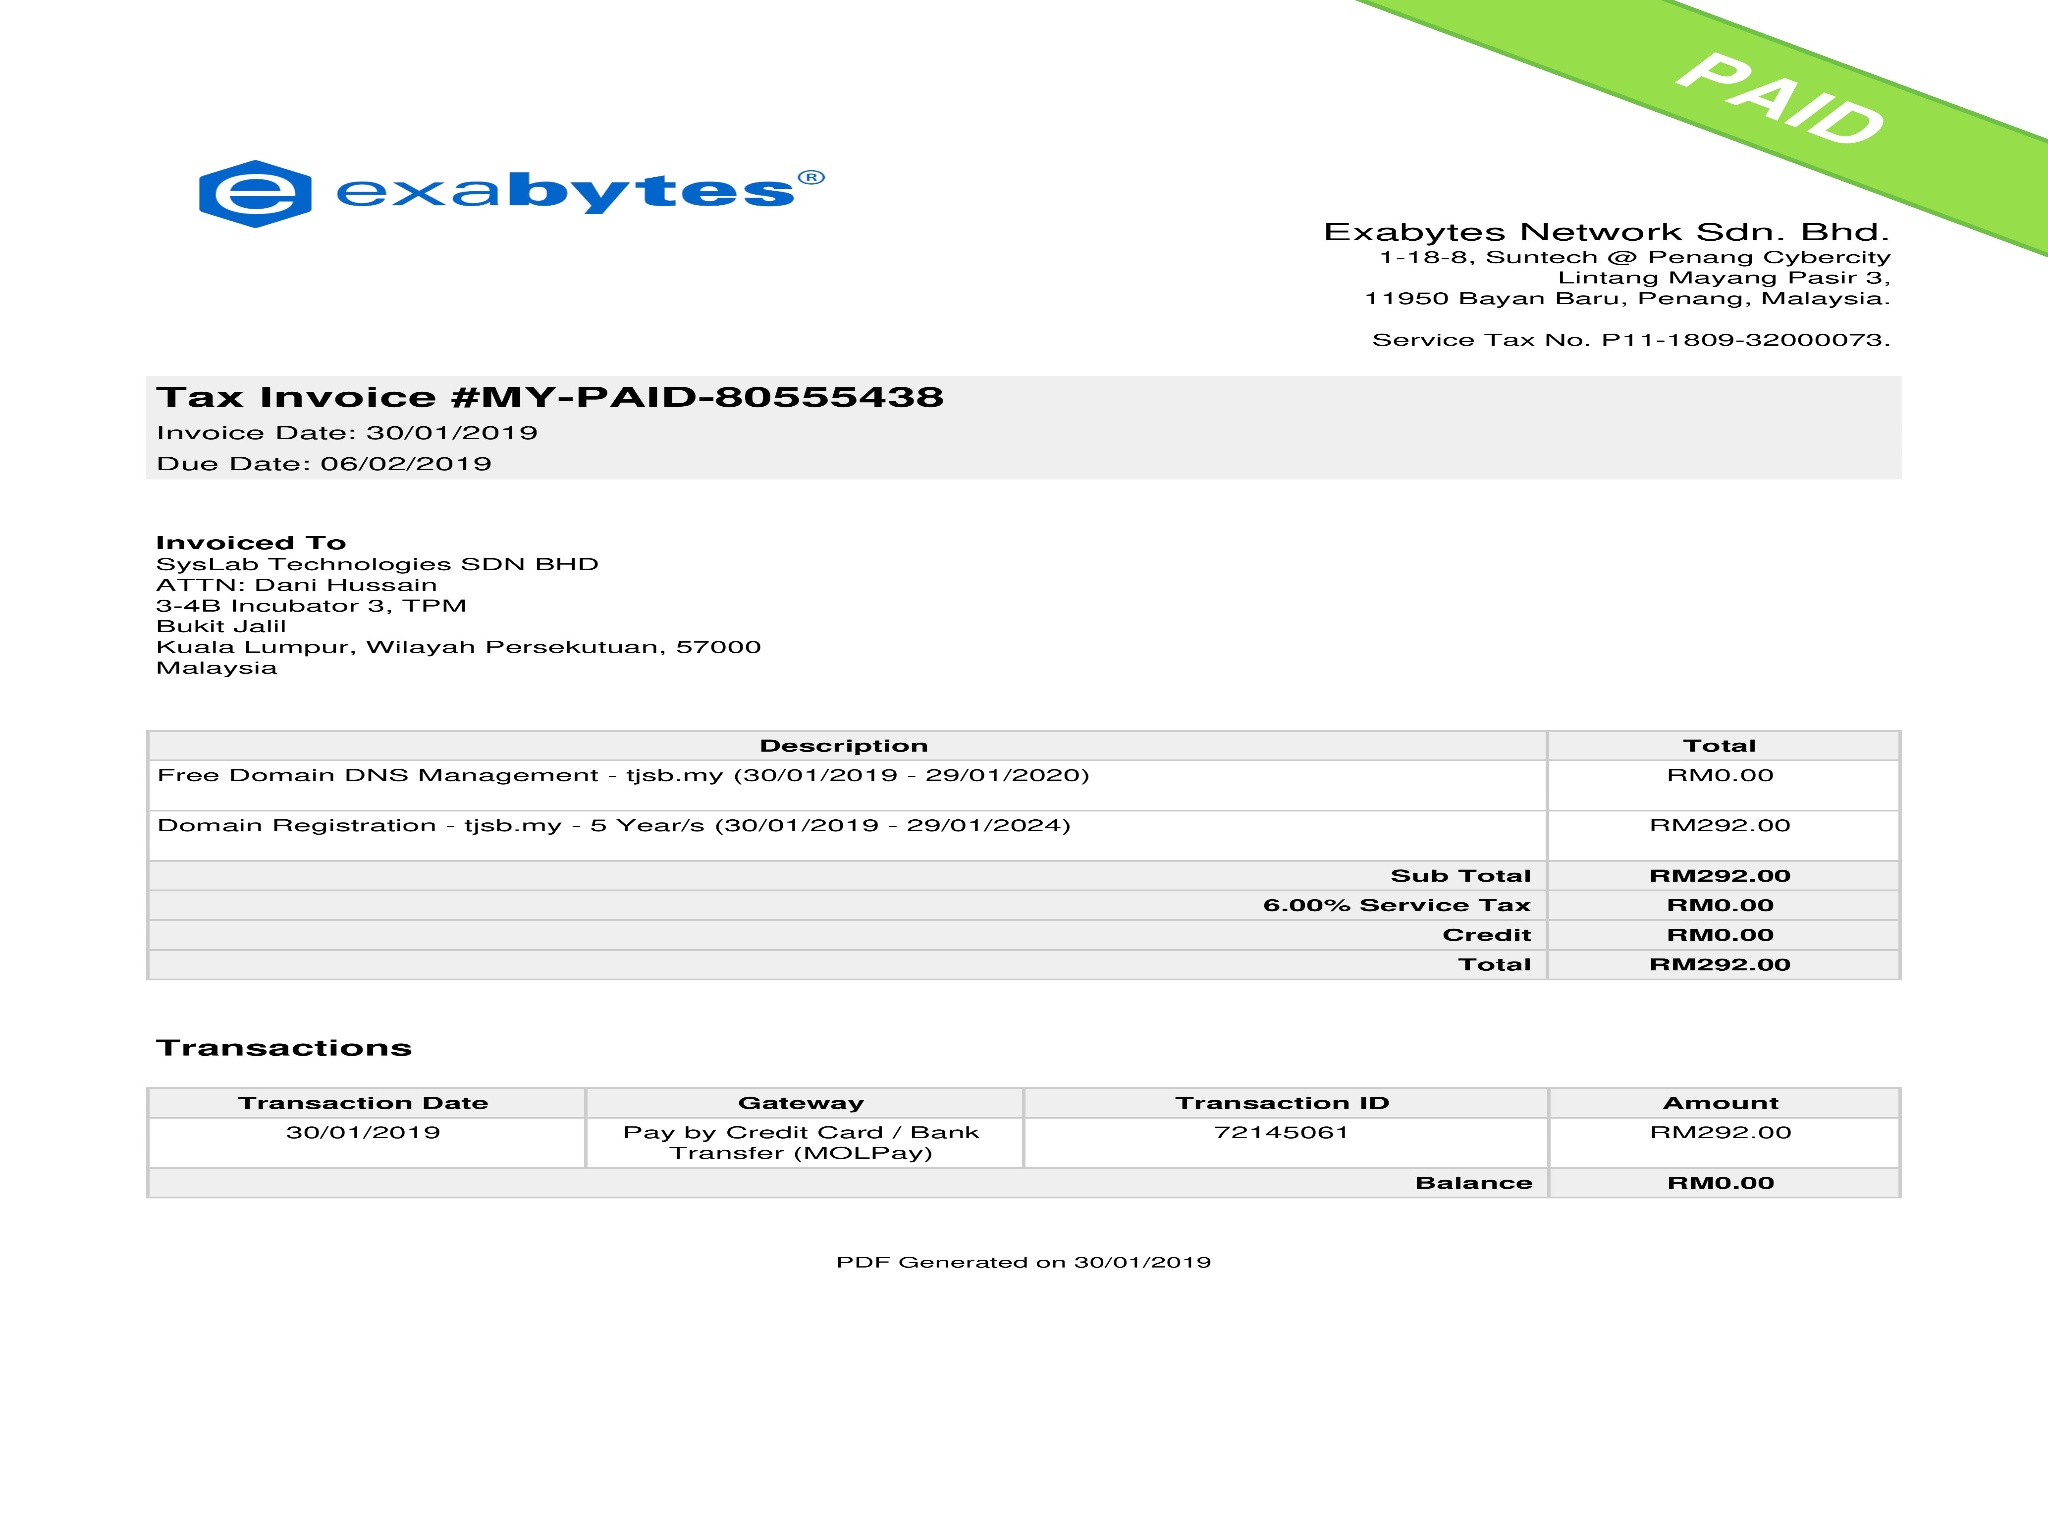 PAID
e exabytes®
Exabytes Network Sdn. Bhd.
1-18-8, Suntech @ Penang Cybercity
Lintang Mayang Pasir 3,
11950 Bayan Baru, Penang, Malaysia.
Service Tax No. P11-1809-32000073.
Tax Invoice #MY-PAID-80555438
Invoice Date: 30/01/2019
Due Date: 06/02/2019
Invoiced To
SysLab Technologies SDN BHD
ATTN: Dani Hussain
3-4B Incubator 3, TPM
Bukit Jalil
Kuala Lumpur, Wilayah Persekutuan, 57000
Malaysia
Description Total
Free Domain DNS Management - tjsb.my (30/01/2019 - 29/01/2020) RM0.00
Domain Registration - tjsb.my - 5 Year/s (30/01/2019 - 29/01/2024) RM292.00
Sub Total RM292.00
6.00% Service Tax RM0.00
Credit RM0.00
Total RM292.00
Transactions
Transaction Date Gateway Transaction ID Amount
30/01/2019 Pay by Credit Card / Bank 72145061 RM292.00
Transfer (MOLPay)
Balance RM0.00
PDF Generated on 30/01/2019